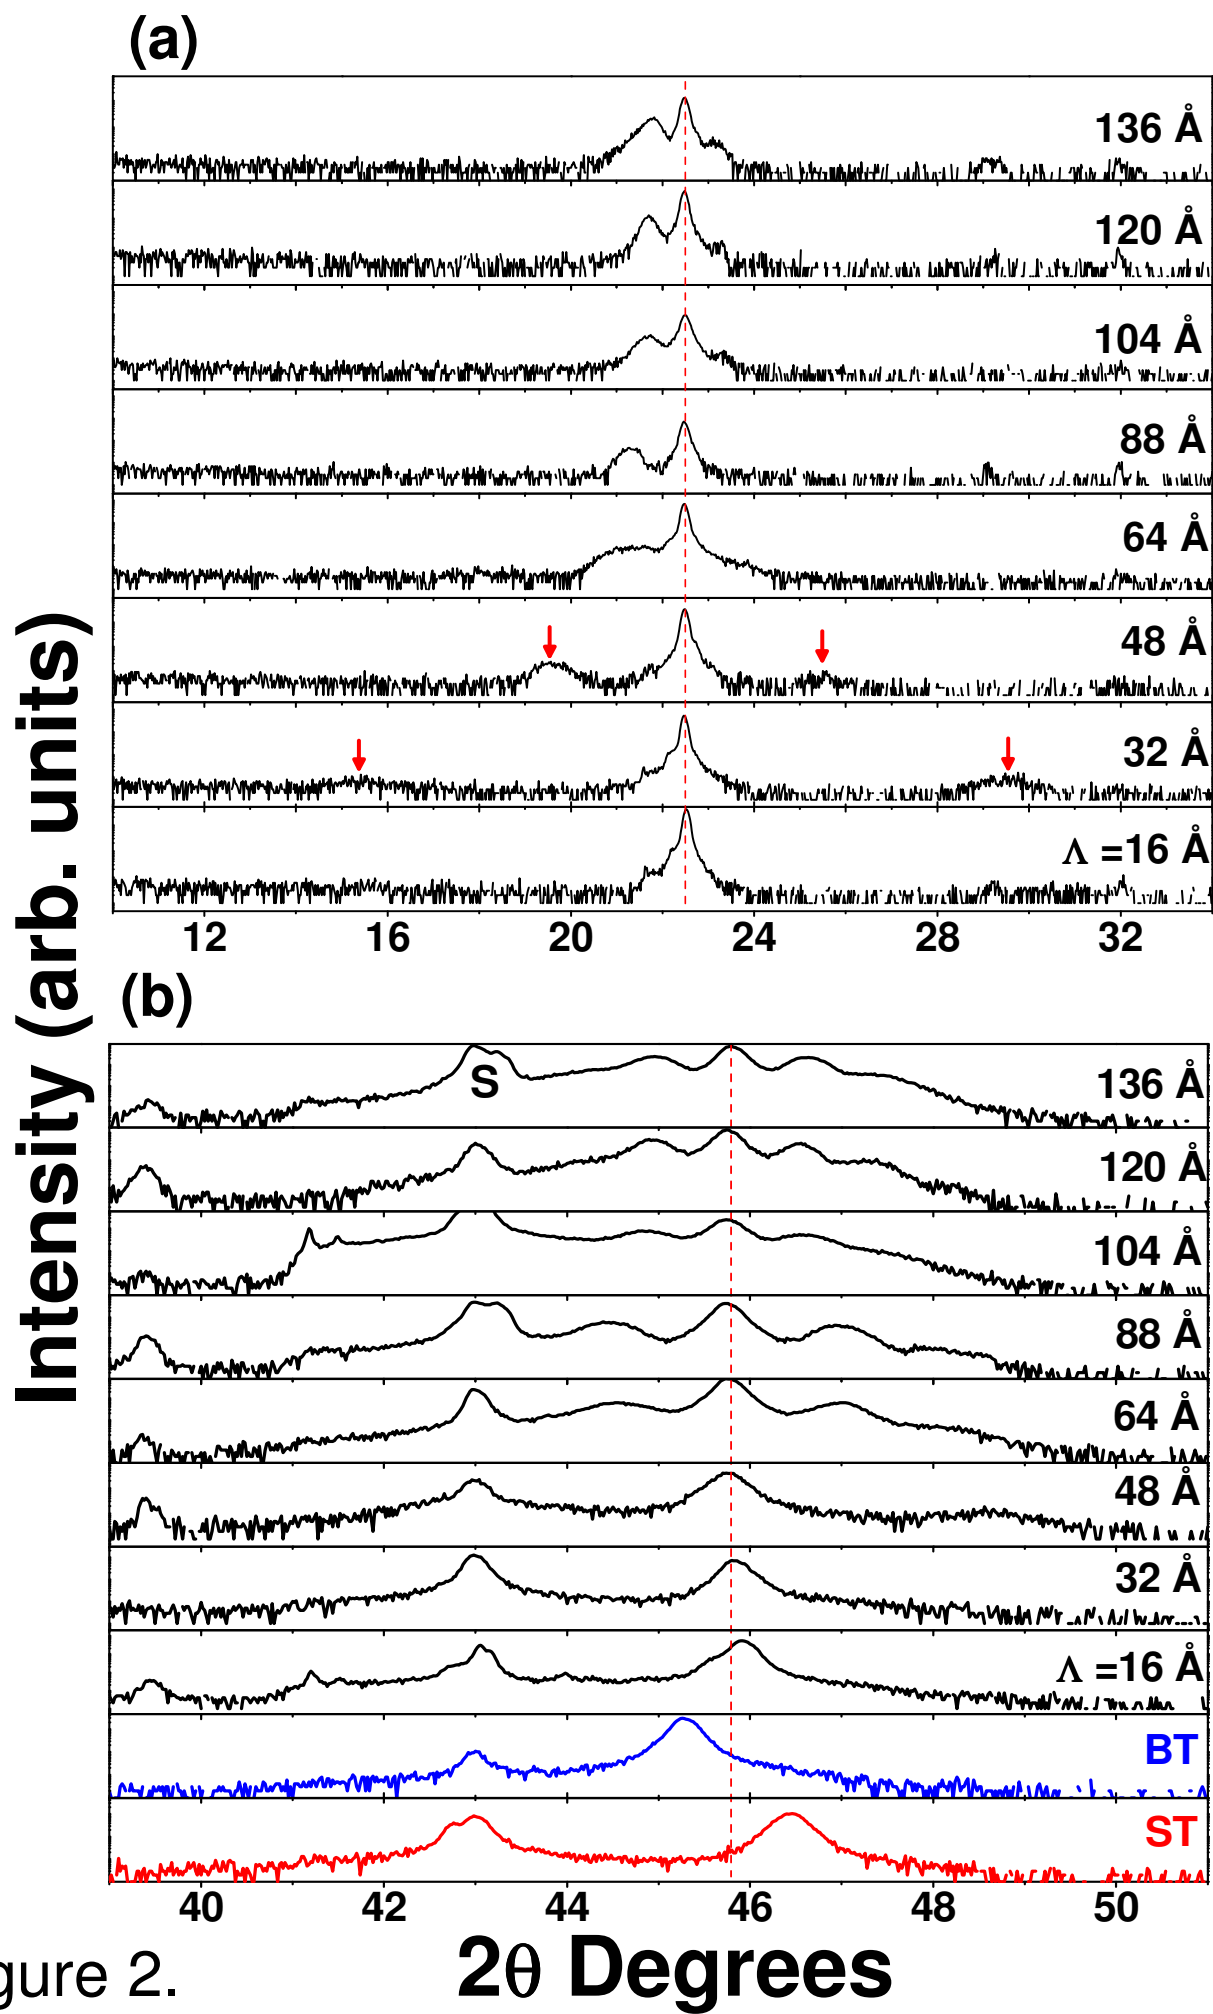 (a)
136 Å
120 Å
104 Å
88 Å
64 Å
48 Å
32 Å
Λ =16 Å
12 16 20 24 28 32
Intensity (arb. units)
(b)
S
136 Å
120 Å
104 Å
88 Å
64 Å
48 Å
32 Å
Λ =16 Å
BT
ST
40 42 44 46 48 50
2θ Degrees
gure 2.